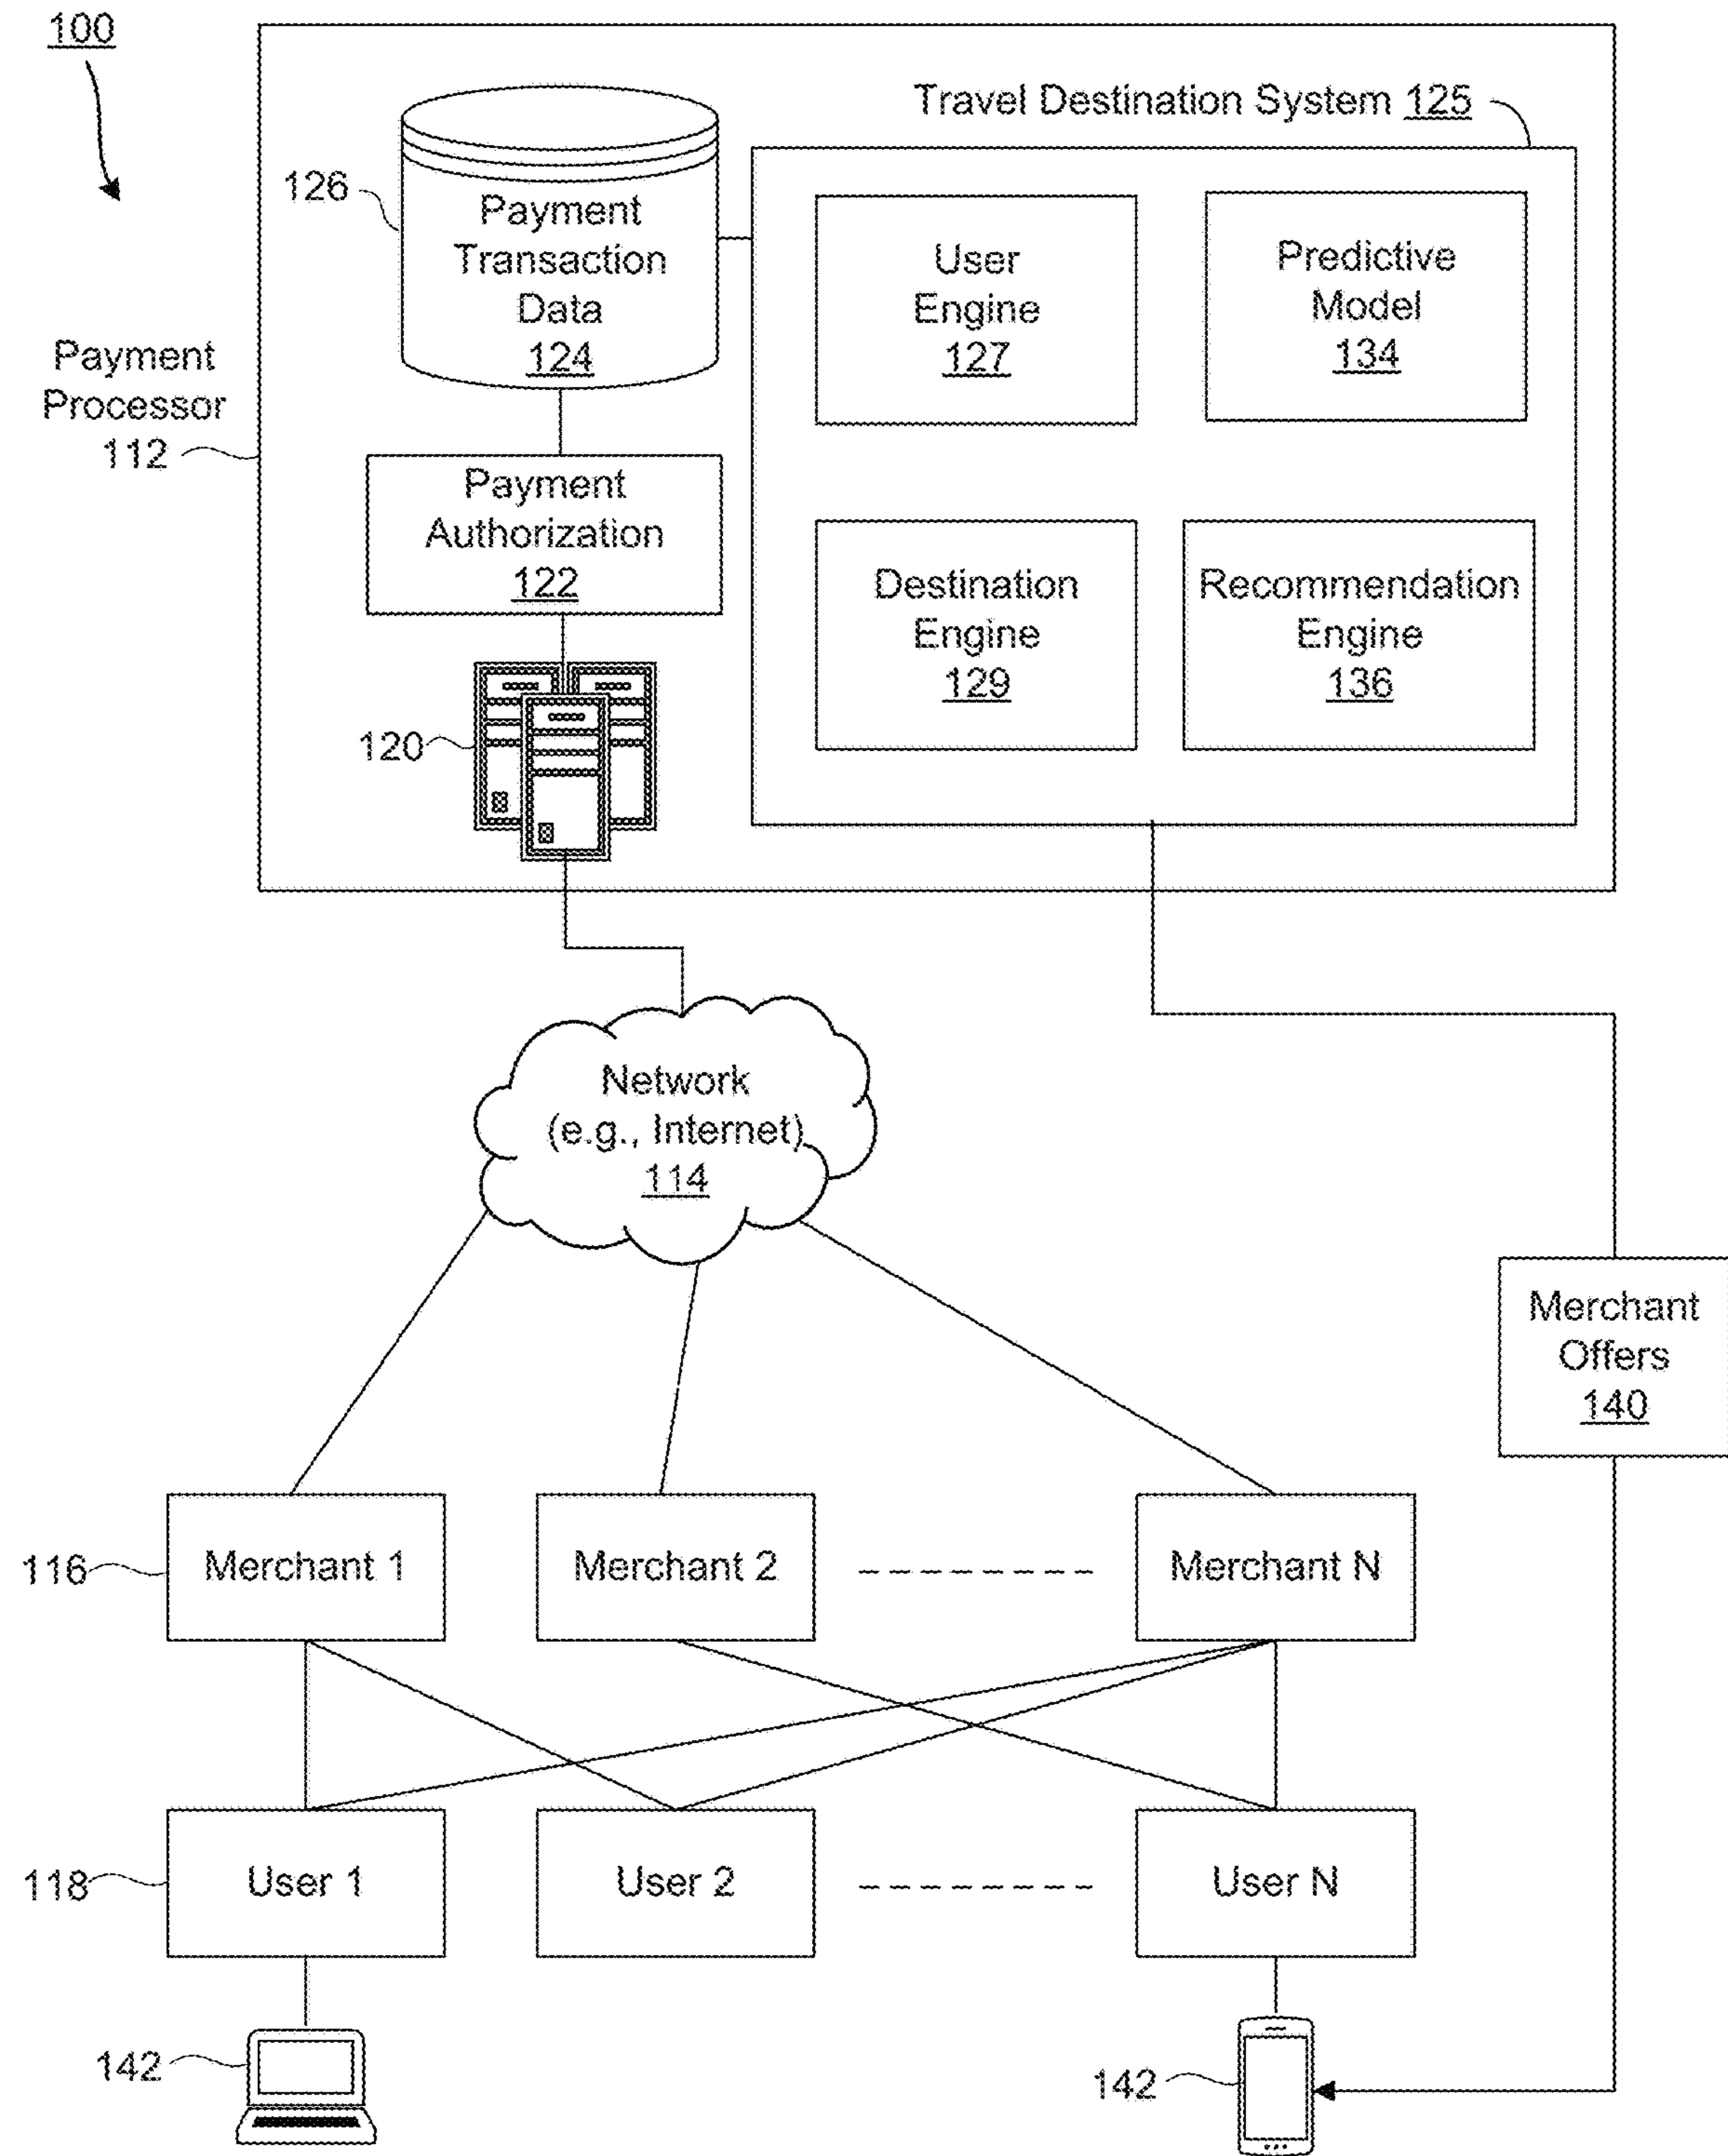 100
Travel Destination System 125
126
Payment
Transaction
Data
124
User
Engine
127
Predictive
Model
134
Payment
Processor
112
Payment
Authorization
122
Destination
Engine
129
Recommendation
Engine
136
120
Network
(e.g., Internet)
114
Merchant
Offers
140
116
Merchant 1
Merchant 2
Merchant N
118
User 1
User 2
User N
142
142